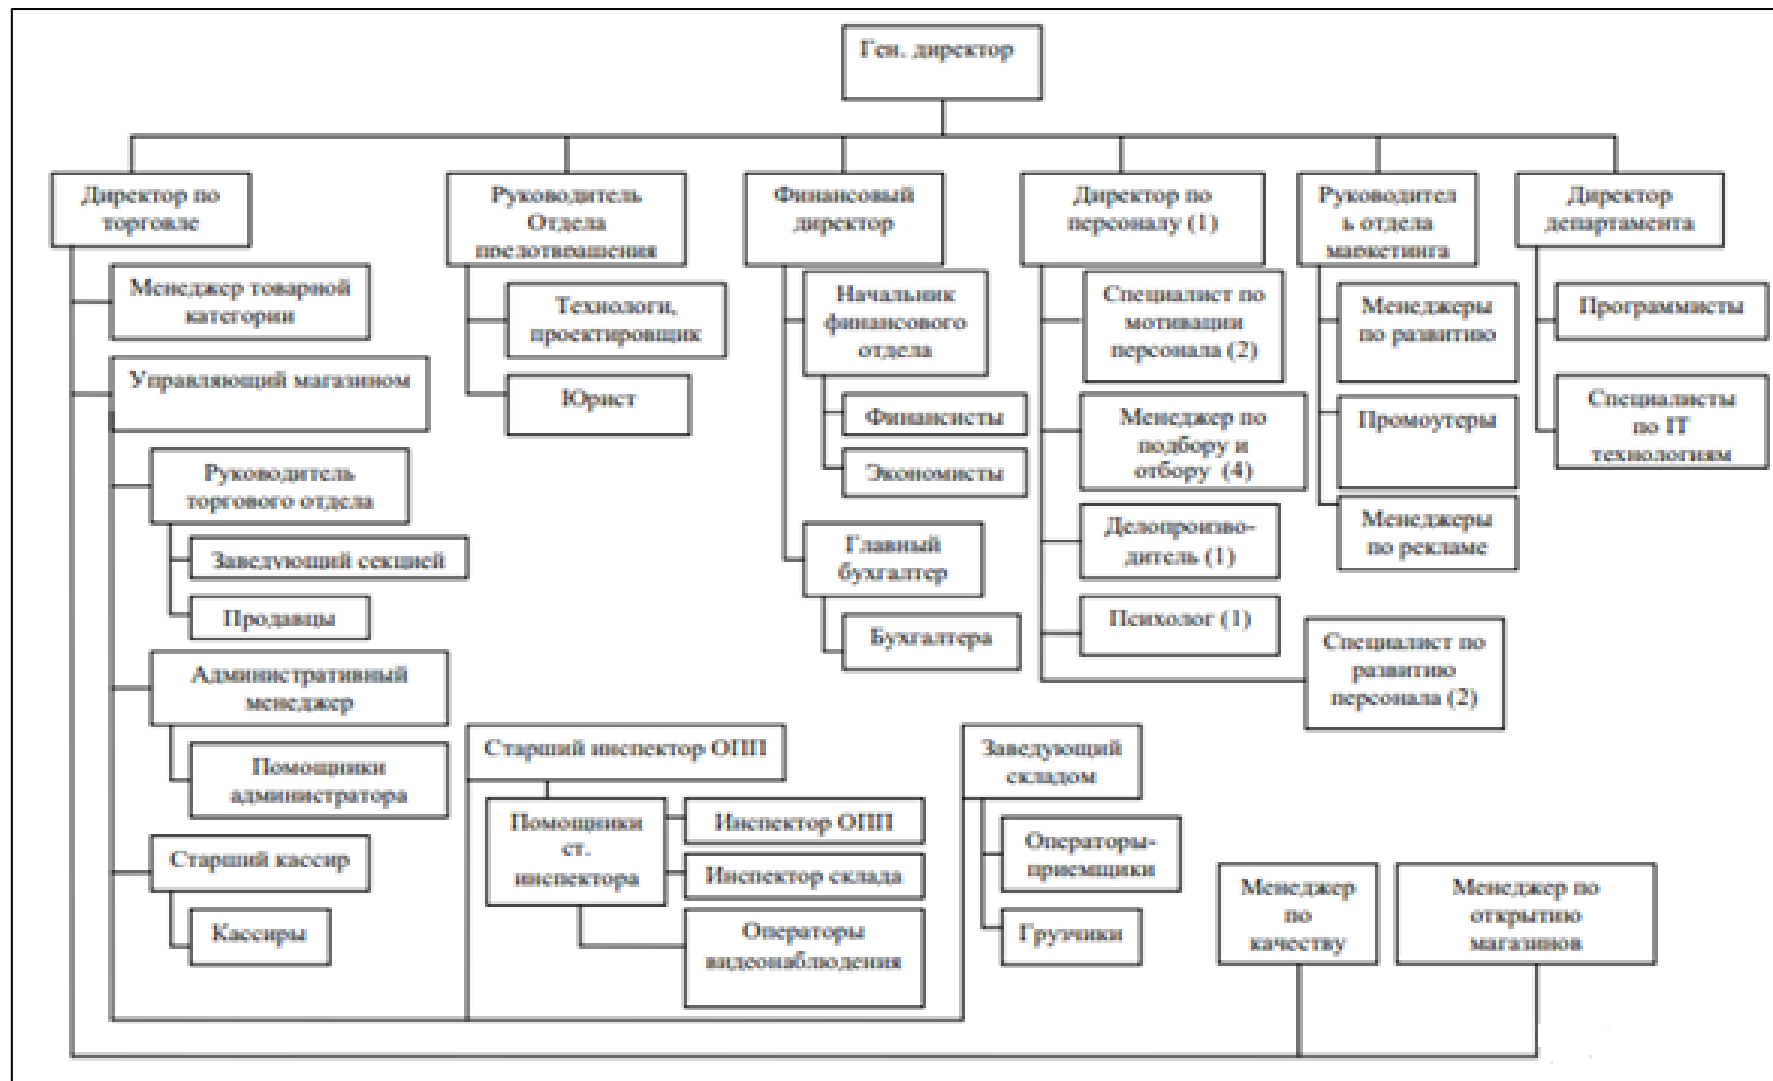 Ген. директор
Директор по
торговле
Руководитель
Отдела
предотвращения
Финансовый
директор
Директор по
персоналу (1)
Руководител
ь отдела
маркетинга
Директор
департамента
Менеджер товарной
категории
Управляющий магазином
Руководитель
торгового отдела
Заведующий секцией
Продавцы
Административный
менеджер
Помощники
администратора
Старший кассир
Кассиры
Технологи,
проектировщик
Юрист
Начальник
финансового
отдела
Финансисты
Экономисты
Главный
бухгалтер
Бухгалтера
Специалист по
мотивации
персонала (2)
Менеджер по
подбору и
отбору (4)
Делопроизво-
дитель (1)
Психолог (1)
Специалист по
развитию
персонала (2)
Менеджеры
по развитию
Промоутеры
Менеджеры
по рекламе
Программисты
Специалисты
по IT
технологиям
Старший инспектор ОПП
Помощники
ст.
инспектора
Инспектор ОПП
Инспектор склада
Операторы
видеонаблюдения
Заведующий
складом
Операторы-
приемщики
Грузчики
Менеджер
по
качеству
Менеджер по
открытию
магазинов